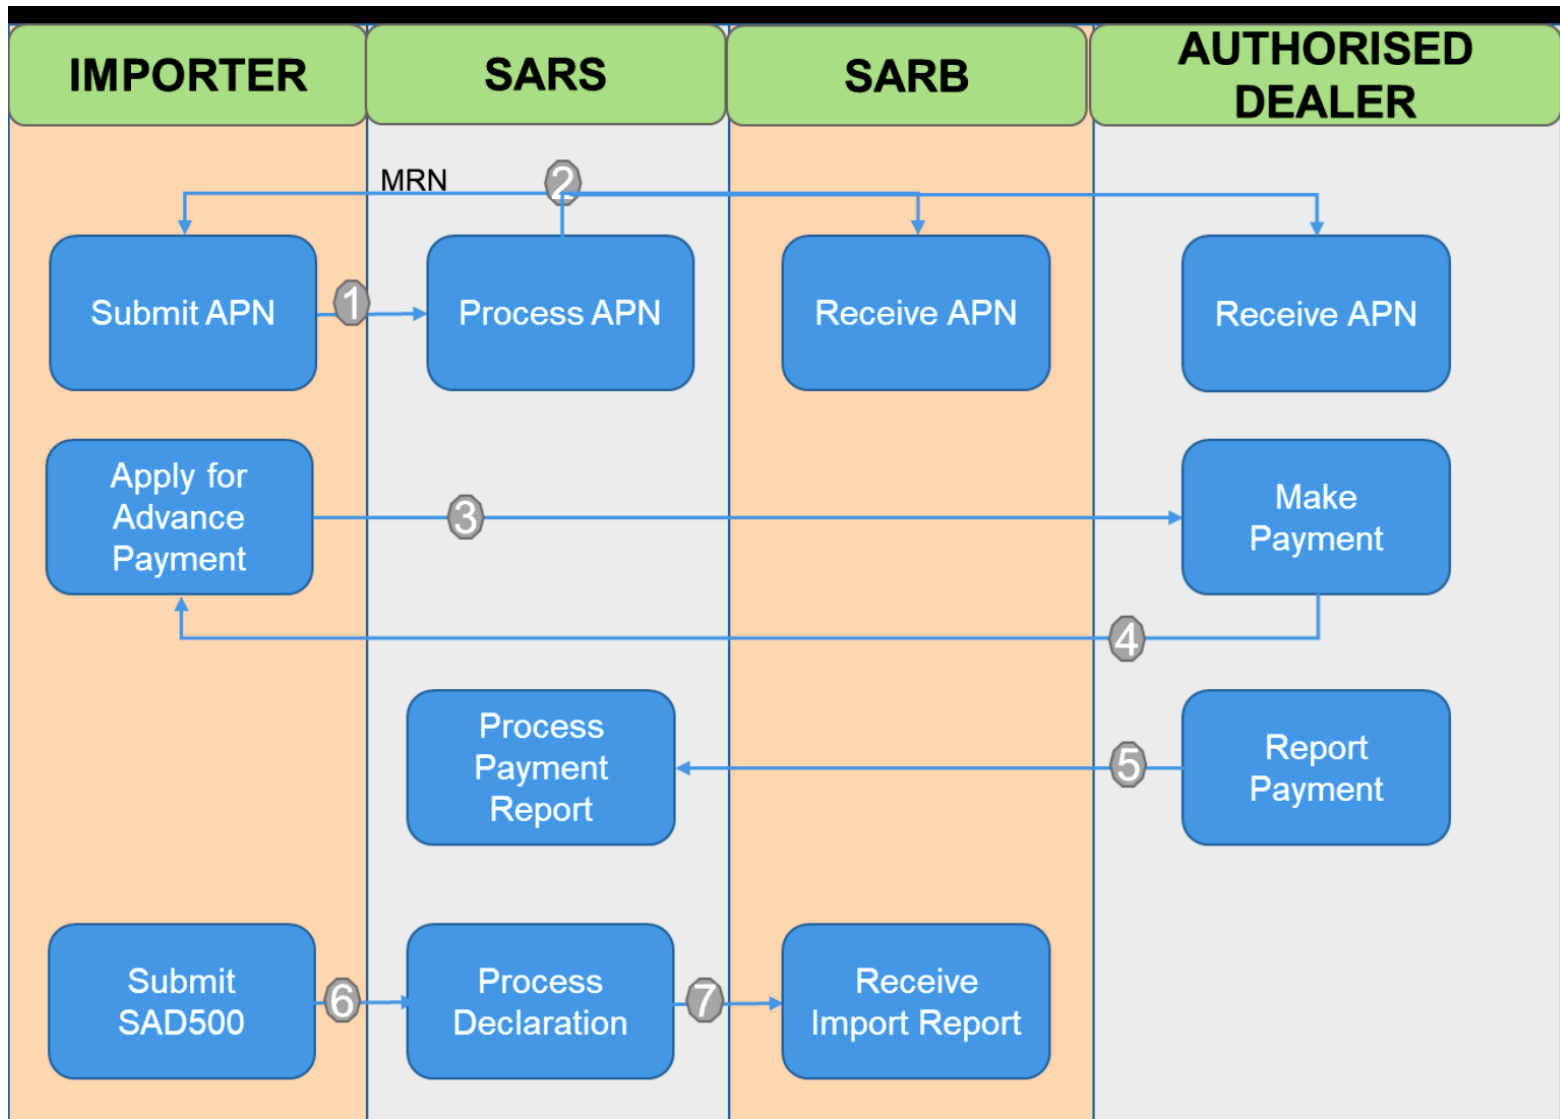 IMPORTER
SARS
SARB
AUTHORISED
DEALER
MRN
2
Submit APN
1
Process APN
Receive APN
Receive APN
Apply for
Advance
Payment
3
Make
Payment
4
Process
Payment
Report
5
Report
Payment
Submit
SAD500
6
Process
Declaration
7
Receive
Import Report